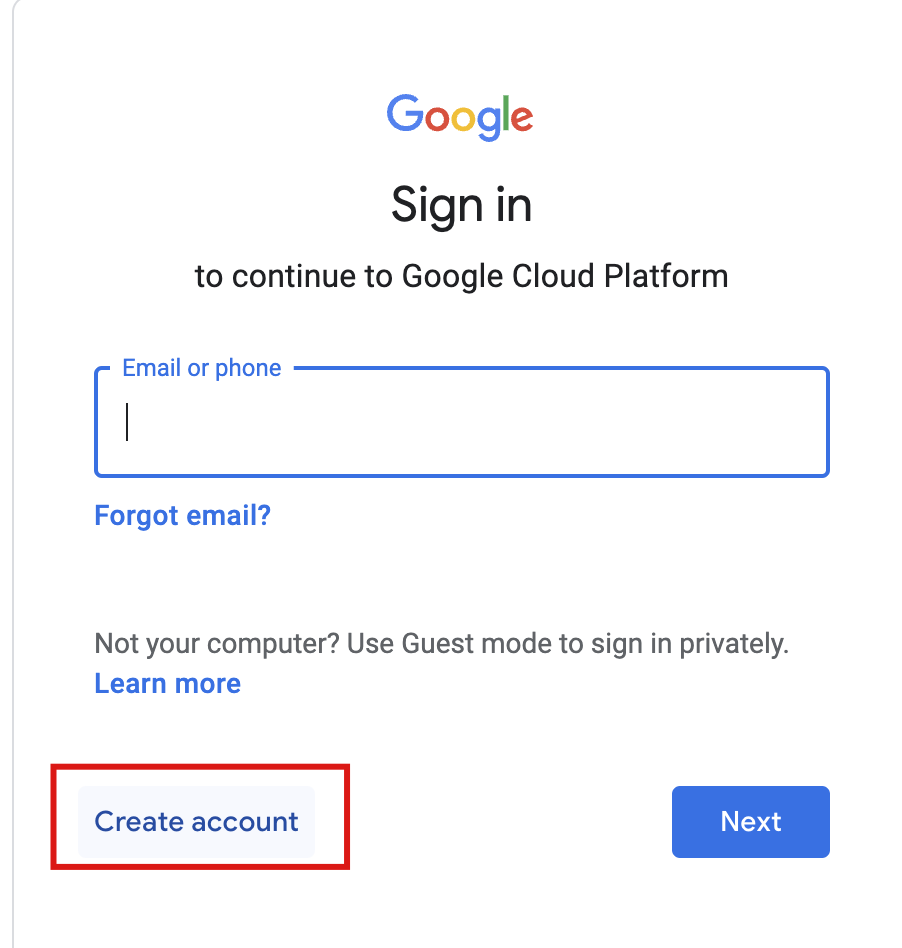 Google
Sign in
to continue to Google Cloud Platform
Email or phone
Forgot email?
Not your computer? Use Guest mode to sign in privately.
Learn more
Create account
Next